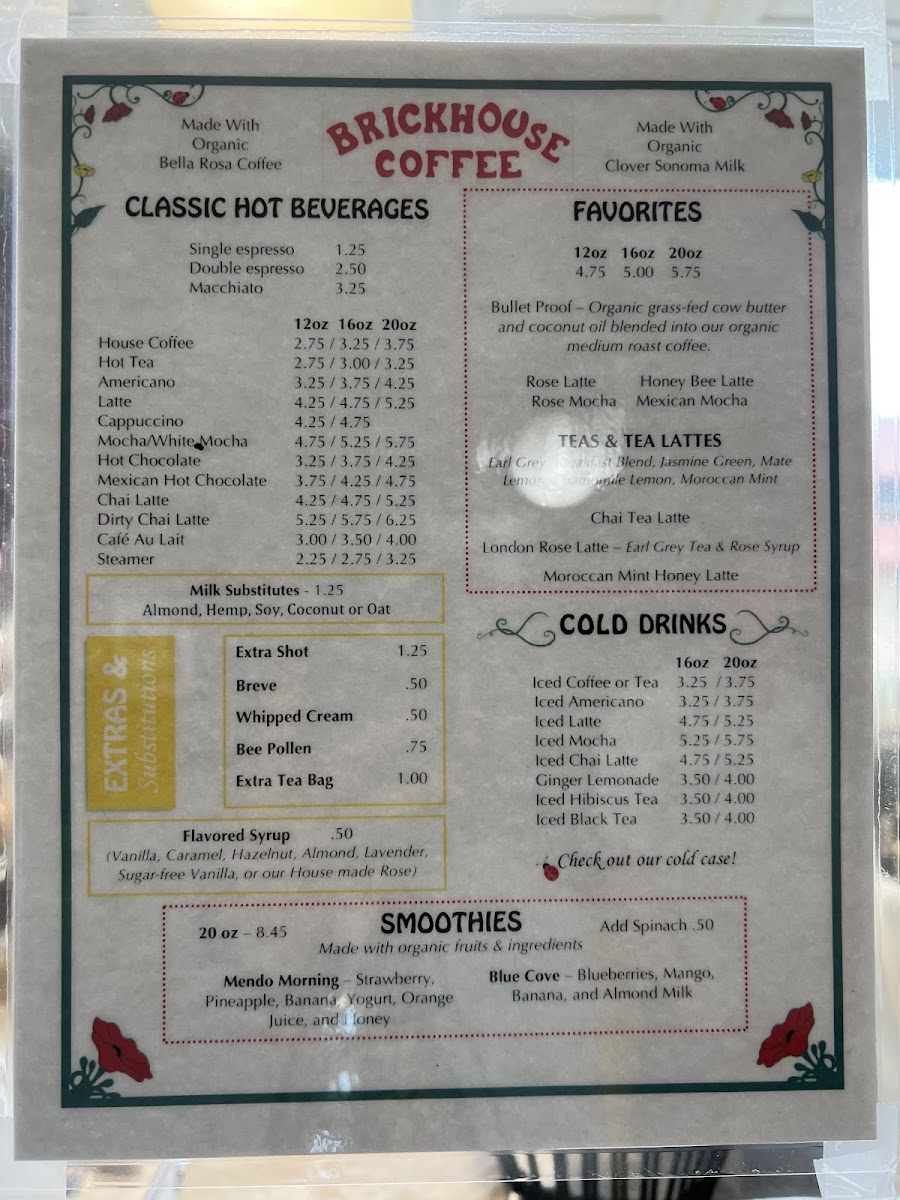 Made With
Organic
Bella Rosa Coffee
BRICKHOUSE
COFFEE
Made With
Organic
Clover Sonoma Milk
CLASSIC HOT BEVERAGES
Single espresso 1.25
Double espresso 2.50
Macchiato 3.25
12oz 16oz 20oz
House Coffee 2.75 / 3.25 / 3.75
Hot Tea 2.75 / 3.00 / 3.25
Americano 3.25 / 3.75 / 4.25
Latte 4.25 / 4.75 / 5.25
Cappuccino 4.25 / 4.75
Mocha/White Mocha 4.75 / 5.25 / 5.75
Hot Chocolate 3.25 / 3.75 / 4.25
Mexican Hot Chocolate 3.75 / 4.25 / 4.75
Chai Latte 4.25 / 4.75 / 5.25
Dirty Chai Latte 5.25 / 5.75 / 6.25
Café Au Lait 3.00 / 3.50 / 4.00
Steamer 2.25 / 2.75 / 3.25
Milk Substitutes - 1.25
Almond, Hemp, Soy, Coconut or Oat
EXTRAS &
Substitutions
Extra Shot 1.25
Breve .50
Whipped Cream .50
Bee Pollen .75
Extra Tea Bag 1.00
Flavored Syrup .50
(Vanilla, Caramel, Hazelnut, Almond, Lavender,
Sugar-free Vanilla, or our House made Rose)
FAVORITES
12oz 16oz 20oz
4.75 5.00 5.75
Bullet Proof – Organic grass-fed cow butter
and coconut oil blended into our organic
medium roast coffee.
Rose Latte Honey Bee Latte
Rose Mocha Mexican Mocha
TEAS & TEA LATTES
Earl Grey Blend, Jasmine Green, Mate
Lemon, Lemon, Moroccan Mint
Chai Tea Latte
London Rose Latte – Earl Grey Tea & Rose Syrup
Moroccan Mint Honey Latte
COLD DRINKS
16oz 20oz
Iced Coffee or Tea 3.25 / 3.75
Iced Americano 3.25 / 3.75
Iced Latte 4.75 / 5.25
Iced Mocha 5.25 / 5.75
Iced Chai Latte 4.75 / 5.25
Ginger Lemonade 3.50 / 4.00
Iced Hibiscus Tea 3.50 / 4.00
Iced Black Tea 3.50 / 4.00
Check out our cold case!
20 oz – 8.45
SMOOTHIES
Add Spinach .50
Made with organic fruits & ingredients
Mendo Morning – Strawberry,
Pineapple, Banana, Yogurt, Orange
Juice, and Honey
Blue Cove – Blueberries, Mango,
Banana, and Almond Milk